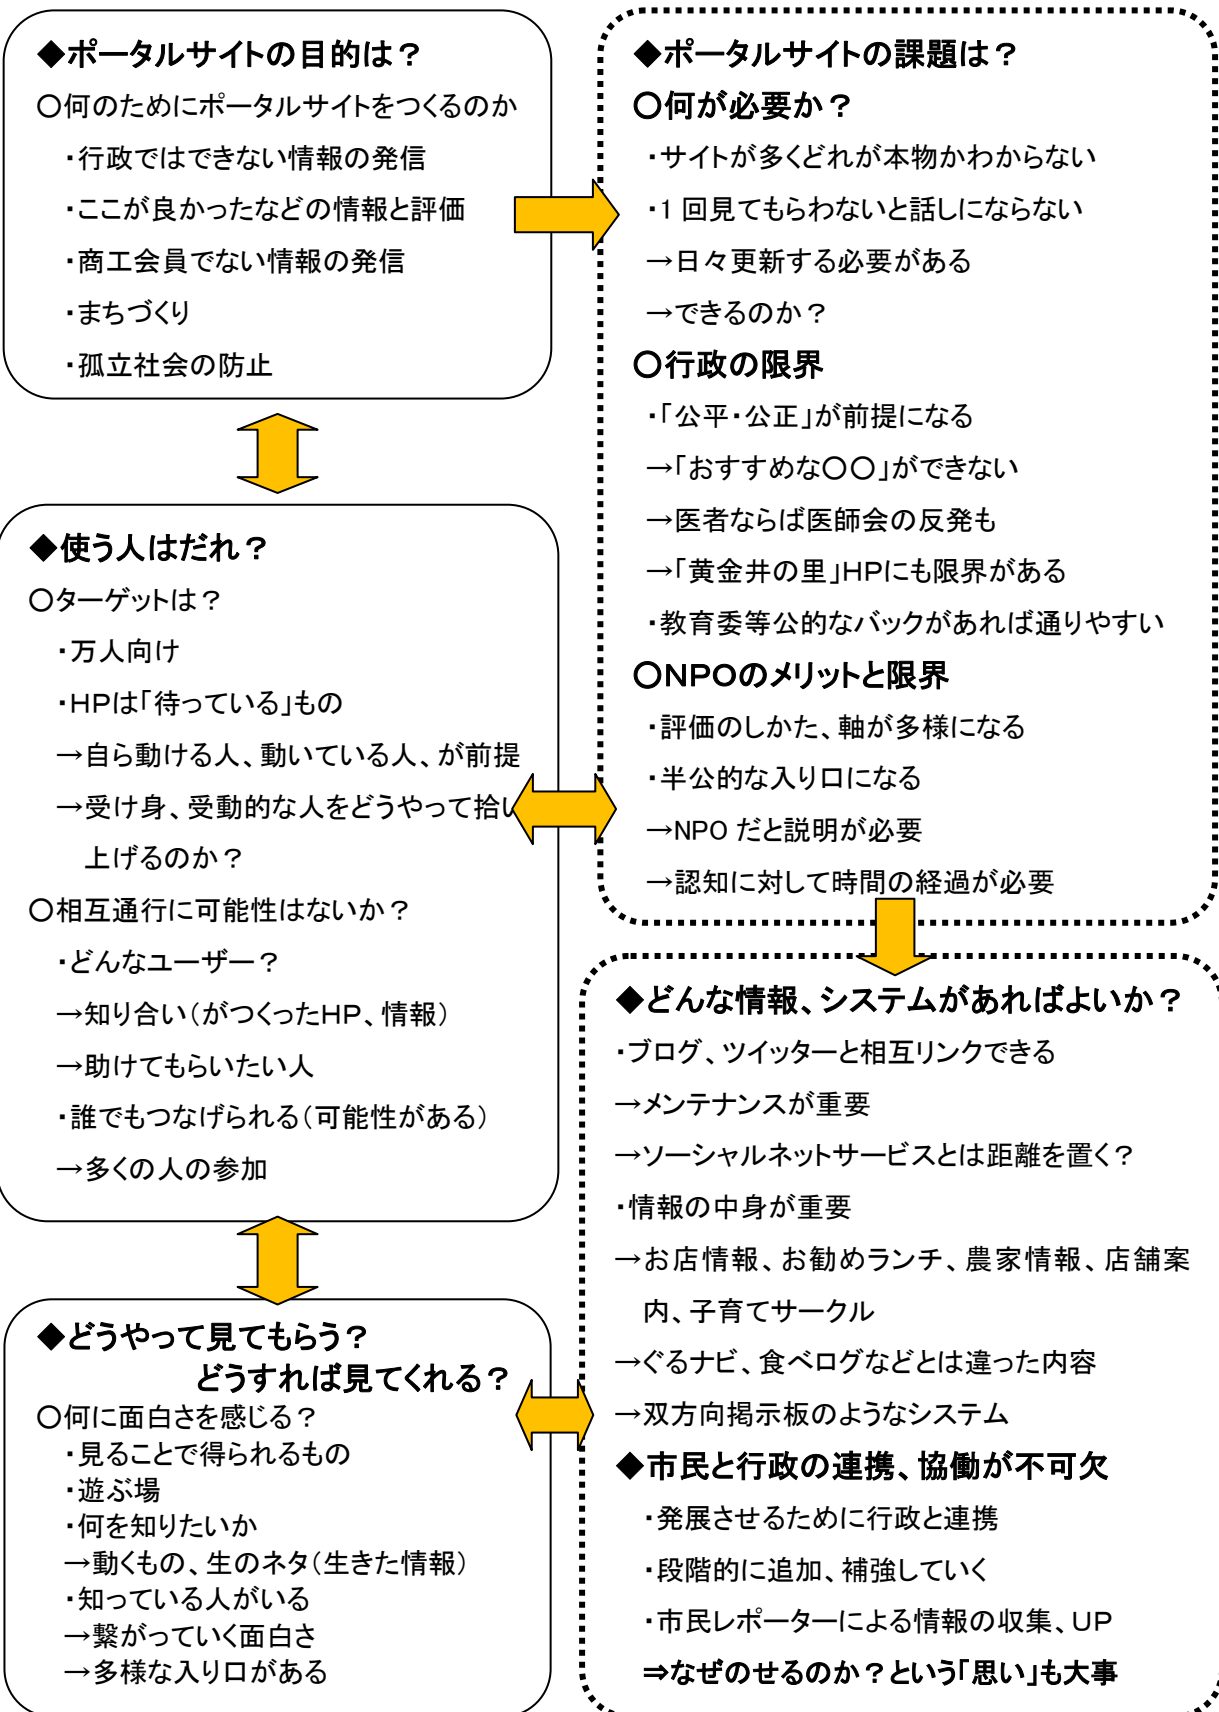 ◆ポータルサイトの目的は？
○何のためにポータルサイトをつくるのか
・行政ではできない情報の発信
・ここが良かったなどの情報と評価
・商工会員でない情報の発信
・まちづくり
・孤立社会の防止
◆使う人はだれ？
○ターゲットは？
・万人向け
・HPは「待っている」もの
→自ら動ける人、動いている人、が前提
→受け身、受動的な人をどうやって拾い
上げるのか？
○相互通行に可能性はないか？
・どんなユーザー？
→知り合い（がつくったHP、情報）
→助けてもらいたい人
・誰でもつなげられる（可能性がある）
→多くの人の参加
◆どうやって見てもらう？
どうすれば見てくれる？
○何に面白さを感じる？
・見ることで得られるもの
・遊ぶ場
・何を知りたいか
→動くもの、生のネタ（生きた情報）
・知っている人がいる
→繋がっていく面白さ
→多様な入り口がある
◆ポータルサイトの課題は？
○何が必要か？
・サイトが多くどれが本物かわからない
・1 回見てもらわないと話しにならない
→日々更新する必要がある
→できるのか？
○行政の限界
・「公平・公正」が前提になる
→「おすすめな○○」ができない
→医者ならば医師会の反発も
→「黄金井の里」HPにも限界がある
・教育委等公的なバックがあれば通りやすい
○NPOのメリットと限界
・評価のしかた、軸が多様になる
・半公的な入り口になる
→NPO だと説明が必要
→認知に対して時間の経過が必要
◆どんな情報、システムがあればよいか？
・ブログ、ツイッターと相互リンクできる
→メンテナンスが重要
→ソーシャルネットサービスとは距離を置く？
・情報の中身が重要
→お店情報、お勧めランチ、農家情報、店舗案
内、子育てサークル
→ぐるナビ、食べログなどとは違った内容
→双方向掲示板のようなシステム
◆市民と行政の連携、協働が不可欠
・発展させるために行政と連携
・段階的に追加、補強していく
・市民レポーターによる情報の収集、UP
⇒なぜのせるのか？という「思い」も大事